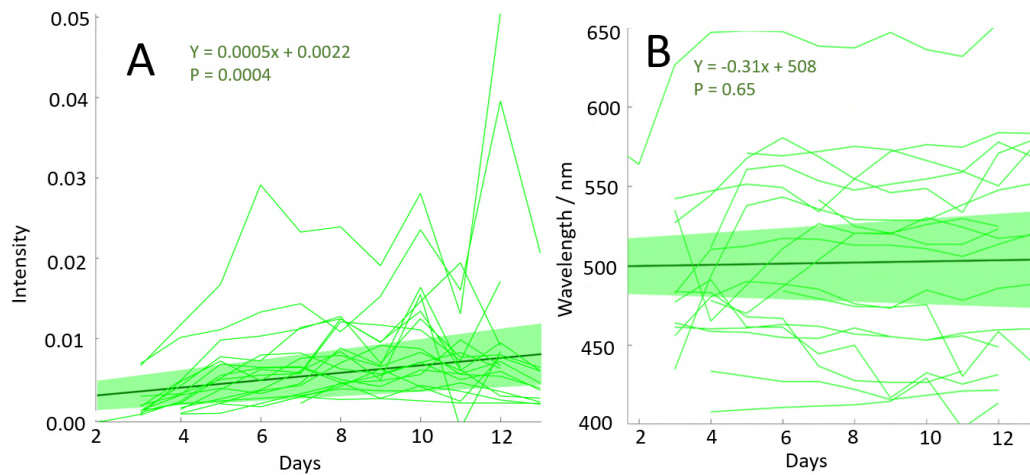 A
Y = 0.0005x + 0.0022
P = 0.0004
0.05
0.04
0.03
0.02
0.01
0.00
Intensity
2 4 6 8 10 12
Days
B
Y = -0.31x + 508
P = 0.65
650
600
550
500
450
400
Wavelength / nm
2 4 6 8 10 12
Days